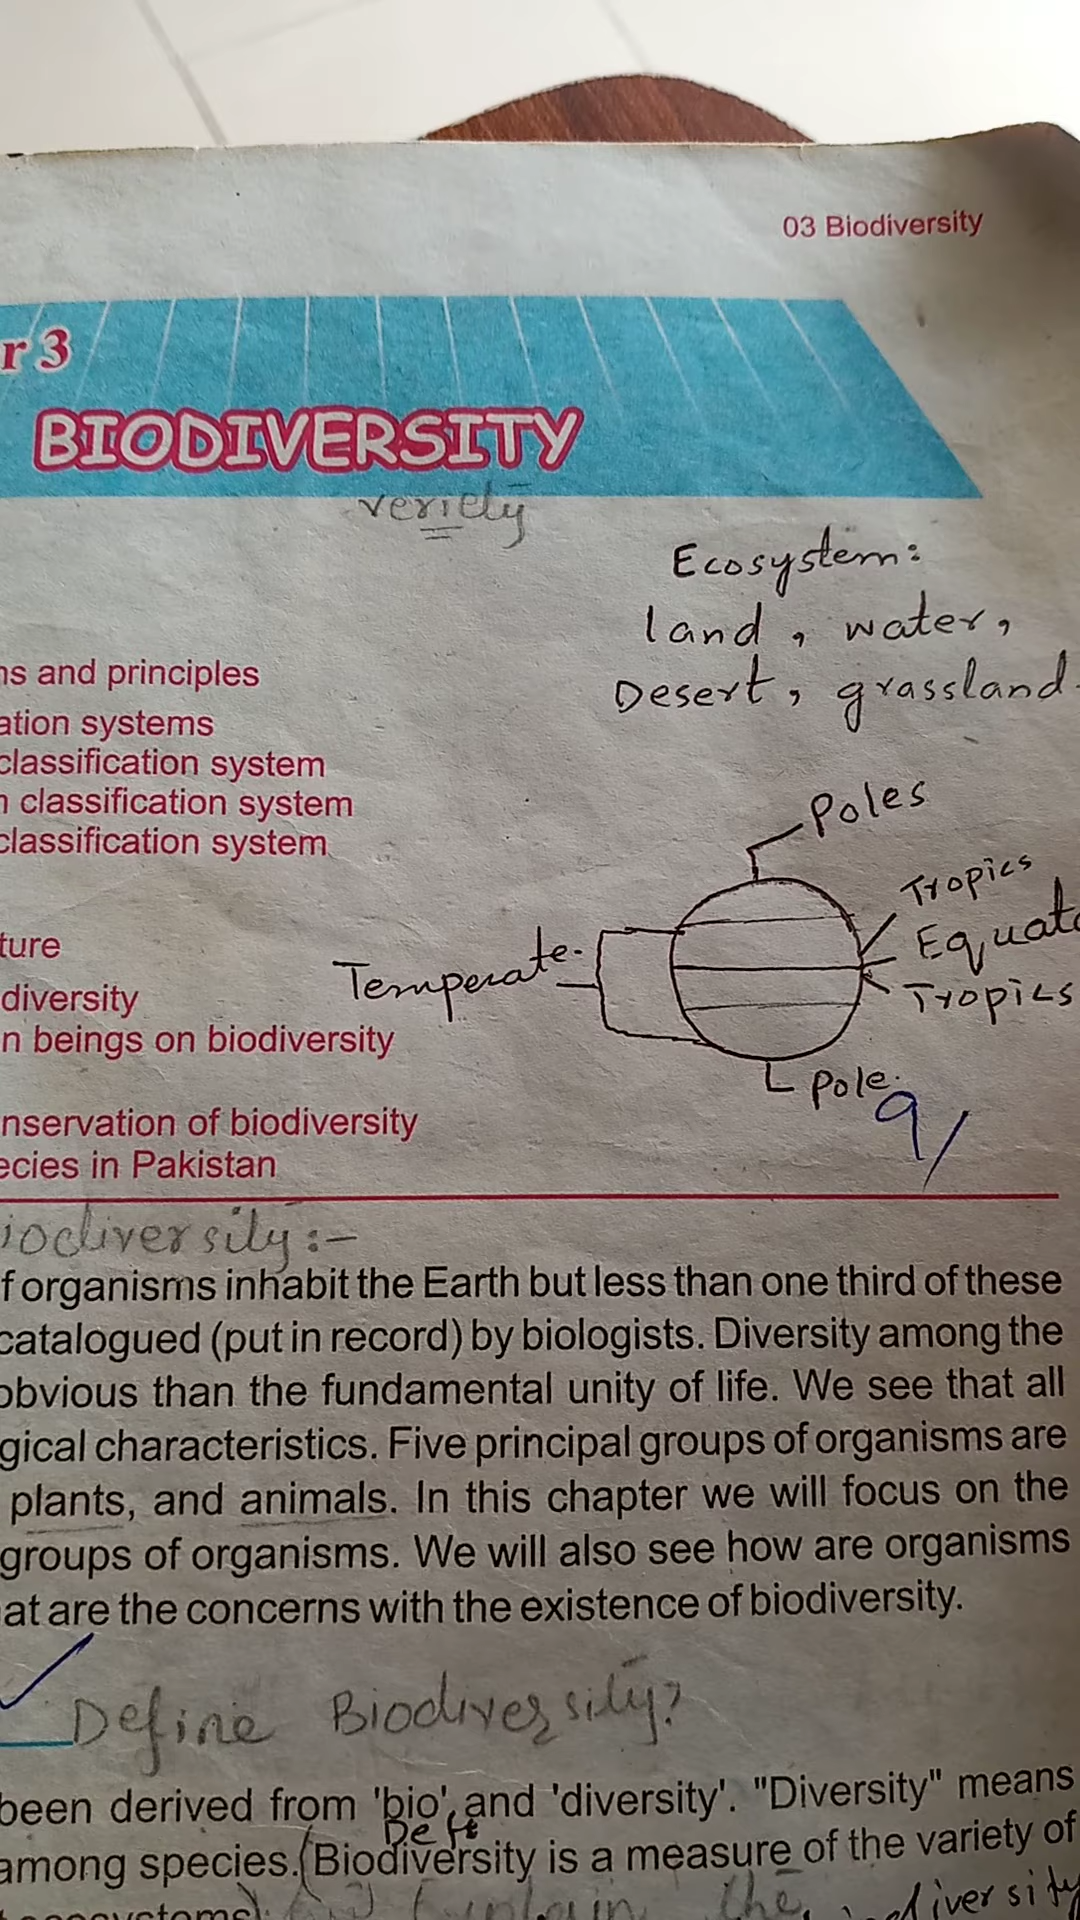 03 Biodiversity
r 3
BIODIVERSITY
veriety
Ecosystem:
land, water,
Desert, grassland.
ns and principles
ation systems
classification system
n classification system
classification system
Poles
Tropics
Equato
Temperate.
Tropics
Pole.
9/
ture
diversity
n beings on biodiversity
nservation of biodiversity
ecies in Pakistan
iodiversity:-
f organisms inhabit the Earth but less than one third of these
catalogued (put in record) by biologists. Diversity among the
obvious than the fundamental unity of life. We see that all
gical characteristics. Five principal groups of organisms are
plants, and animals. In this chapter we will focus on the
groups of organisms. We will also see how are organisms
at are the concerns with the existence of biodiversity.
Define Biodiversity?
been derived from 'bio' and 'diversity'. "Diversity" means
among species. (Biodiversity is a measure of the variety of
ecosystems).
the
diversity